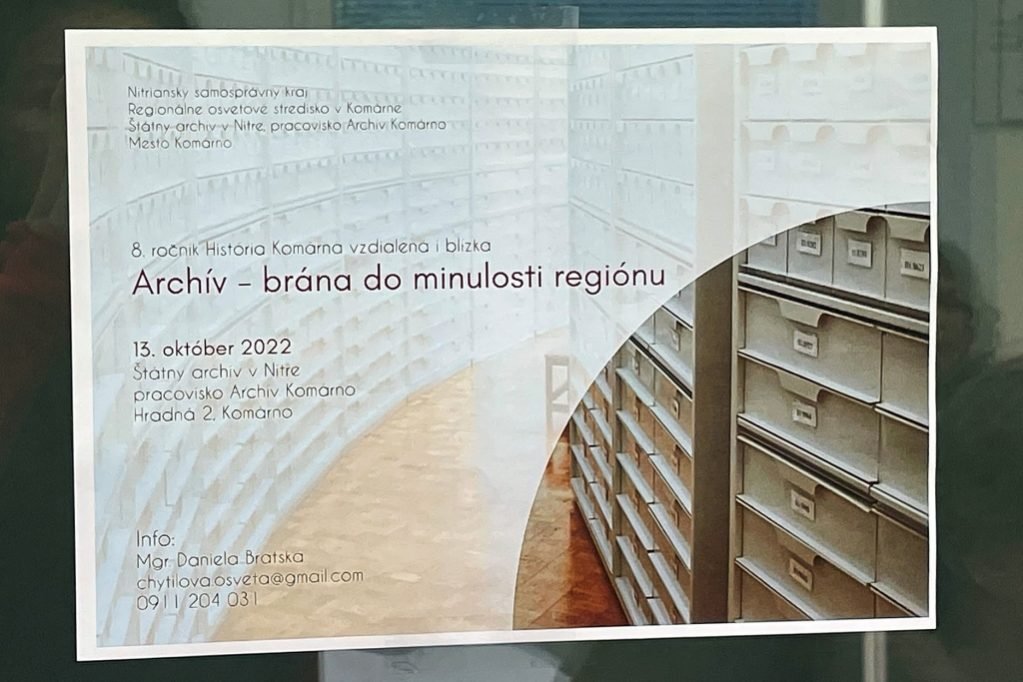 Nitriansky samosprávny kraj
Regionálne osvetové stredisko v Komárne
Štátny archív v Nitre, pracovisko Archív Komárno
Mesto Komárno
8. ročník História Komárna vzdialená i blízka
Archív – brána do minulosti regiónu
13. október 2022
Štátny archív v Nitre
pracovisko Archív Komárno
Hradná 2, Komárno
Info:
Mgr. Daniela Bratská
chytilova.osveta@gmail.com
0911 204 031